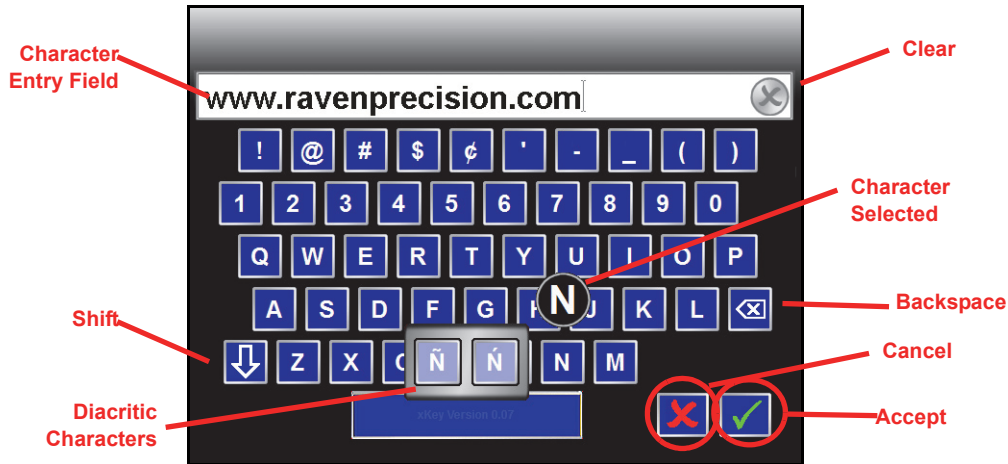 Character
Entry Field
Clear
www.ravenprecision.com
! @ # $ ¢ ' - _ ( )
1 2 3 4 5 6 7 8 9 0
Character
Selected
Q W E R T Y U I O P
A S D F G H N J K L
Backspace
Shift
Z X C Ñ Ń N M
Cancel
Diacritic
Characters
xKey Version 0.07
Accept